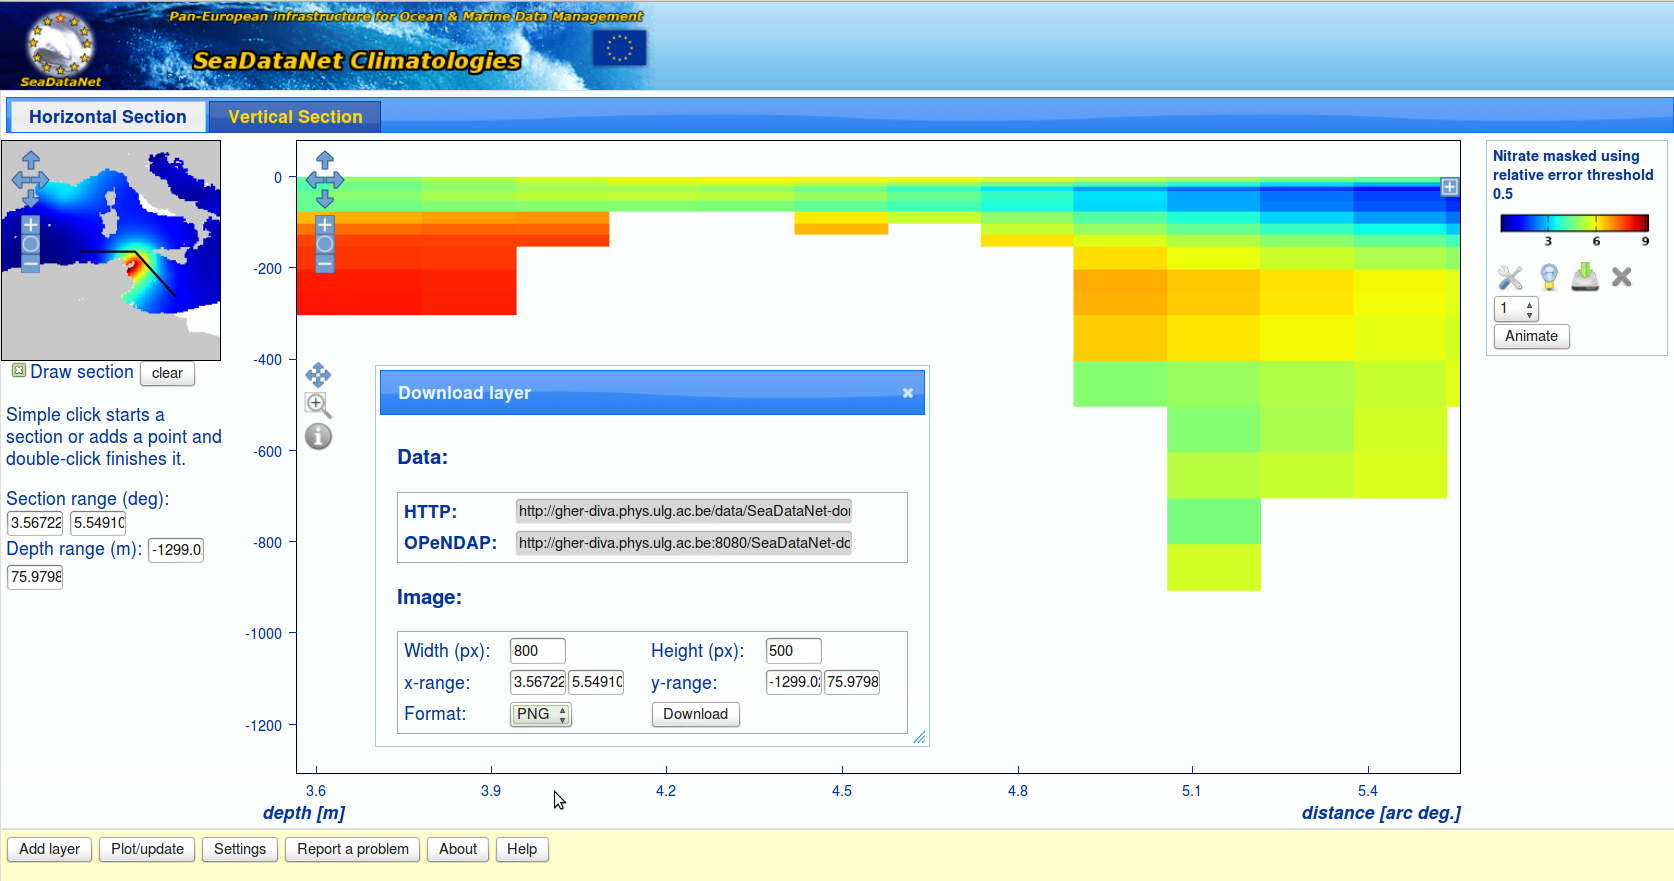 Pan-European infrastructure for Ocean & Marine Data Management
SeaDataNet Climatologies
SeaDataNet
Horizontal Section
Vertical Section
Draw section
clear
Simple click starts a
section or adds a point and
double-click finishes it.
Section range (deg):
3.56722
5.5491
Depth range (m):
-1299.0
75.9798
0
-200
-400
-600
-800
-1000
-1200
3.6
3.9
4.2
4.5
4.8
5.1
5.4
depth [m]
distance [arc deg.]
Download layer
Data:
HTTP:
http://gher-diva.phys.ulg.ac.be/data/SeaDataNet-do
OPeNDAP:
http://gher-diva.phys.ulg.ac.be:8080/SeaDataNet-dc
Image:
Width (px):
800
Height (px):
500
x-range:
3.56722
5.5491
y-range:
-1299.0
75.9798
Format:
PNG
Download
Nitrate masked using
relative error threshold
0.5
3 6 9
1
Animate
Add layer
Plot/update
Settings
Report a problem
About
Help